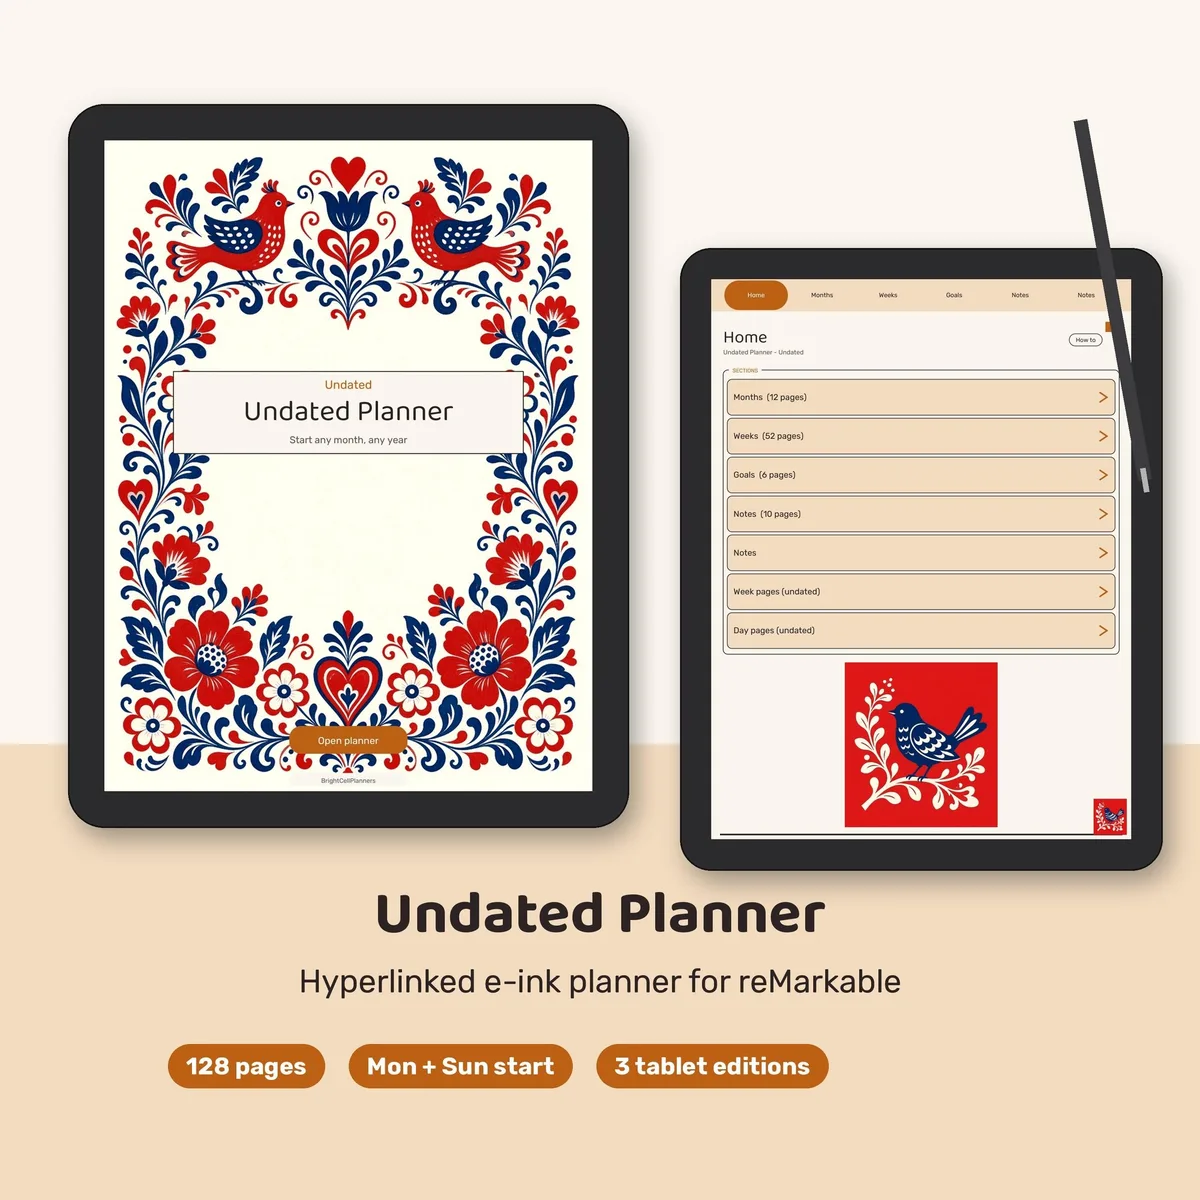 Undated
Undated Planner
Start any month, any year
Open planner
BrightCellPlanners
Home Months Weeks Goals Notes Notes
Home
How to
Undated Planner - Undated
SECTIONS
Months (12 pages)
Weeks (52 pages)
Goals (6 pages)
Notes (10 pages)
Notes
Week pages (undated)
Day pages (undated)
Undated Planner
Hyperlinked e-ink planner for reMarkable
128 pages
Mon + Sun start
3 tablet editions